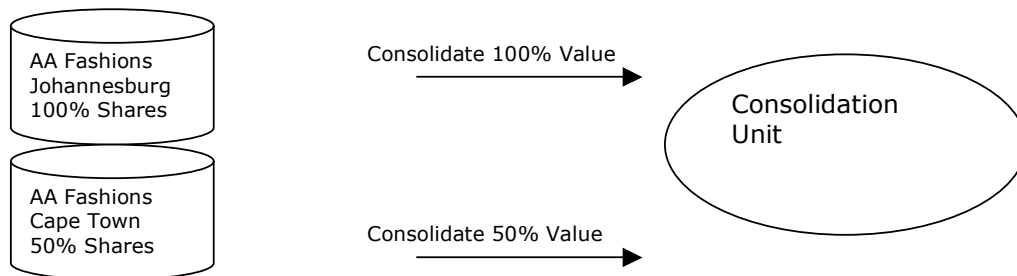 AA Fashions
Johannesburg
100% Shares
Consolidate 100% Value
Consolidation
Unit
AA Fashions
Cape Town
50% Shares
Consolidate 50% Value